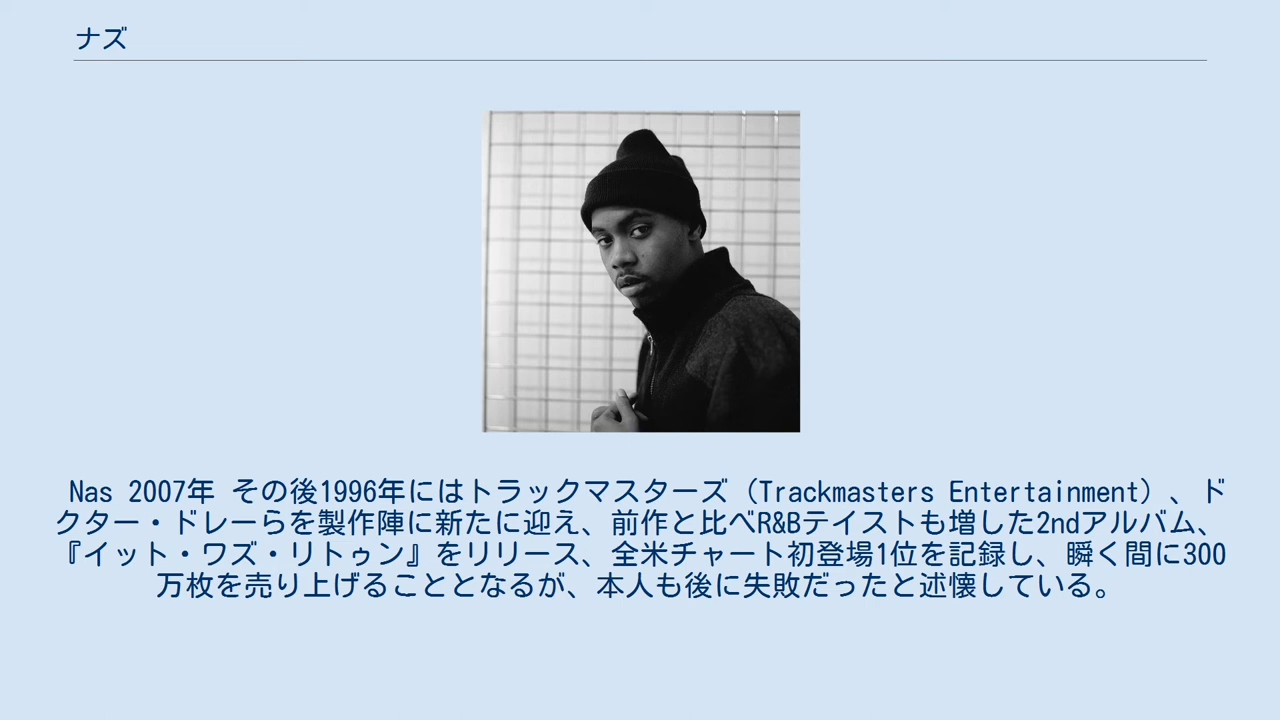 ナズ
Nas 2007年 その後1996年にはトラックマスターズ（Trackmasters Entertainment）、ド
クター・ドレーらを製作陣に新たに迎え、前作と比べR&Bテイストも増した2ndアルバム、
『イット・ワズ・リトゥン』をリリース、全米チャート初登場1位を記録し、瞬く間に300
万枚を売り上げることとなるが、本人も後に失敗だったと述懐している。